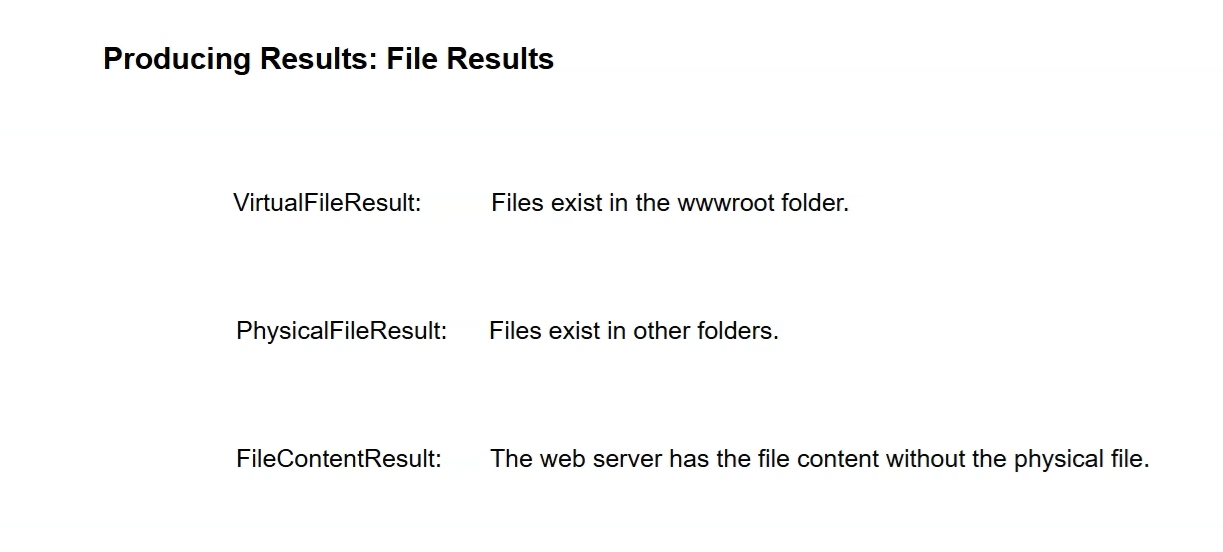 Producing Results: File Results
VirtualFileResult: Files exist in the wwwroot folder.
PhysicalFileResult: Files exist in other folders.
FileContentResult: The web server has the file content without the physical file.